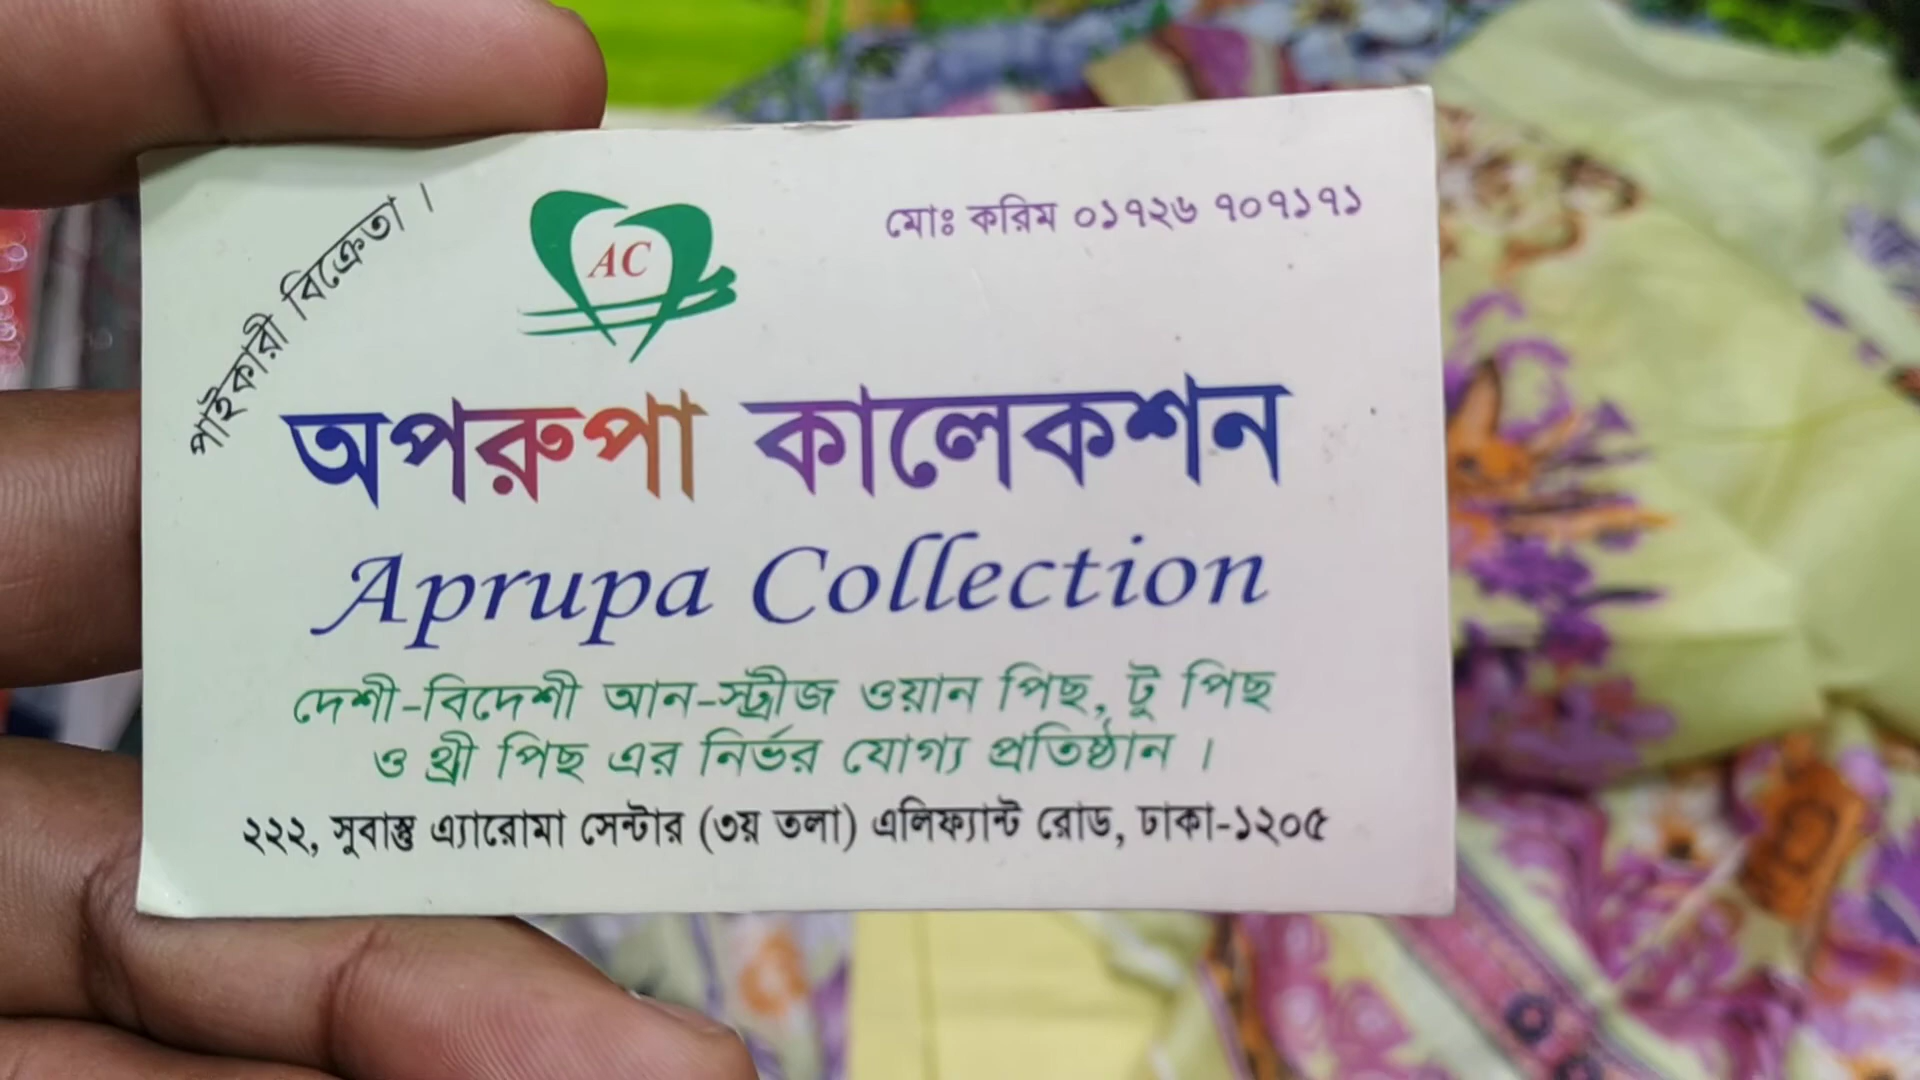 পাইকারী বিক্রেতা ।
AC
মোঃ করিম ০১৭২৬ ৭০৭১৭১
অপরুপা কালেকশন
Aprupa Collection
দেশী-বিদেশী আন-স্ট্রীজ ওয়ান পিছ, টু পিছ
ও থ্রী পিছ এর নির্ভর যোগ্য প্রতিষ্ঠান ।
২২২, সুবাস্তু এ্যারোমা সেন্টার (৩য় তলা) এলিফ্যান্ট রোড, ঢাকা-১২০৫